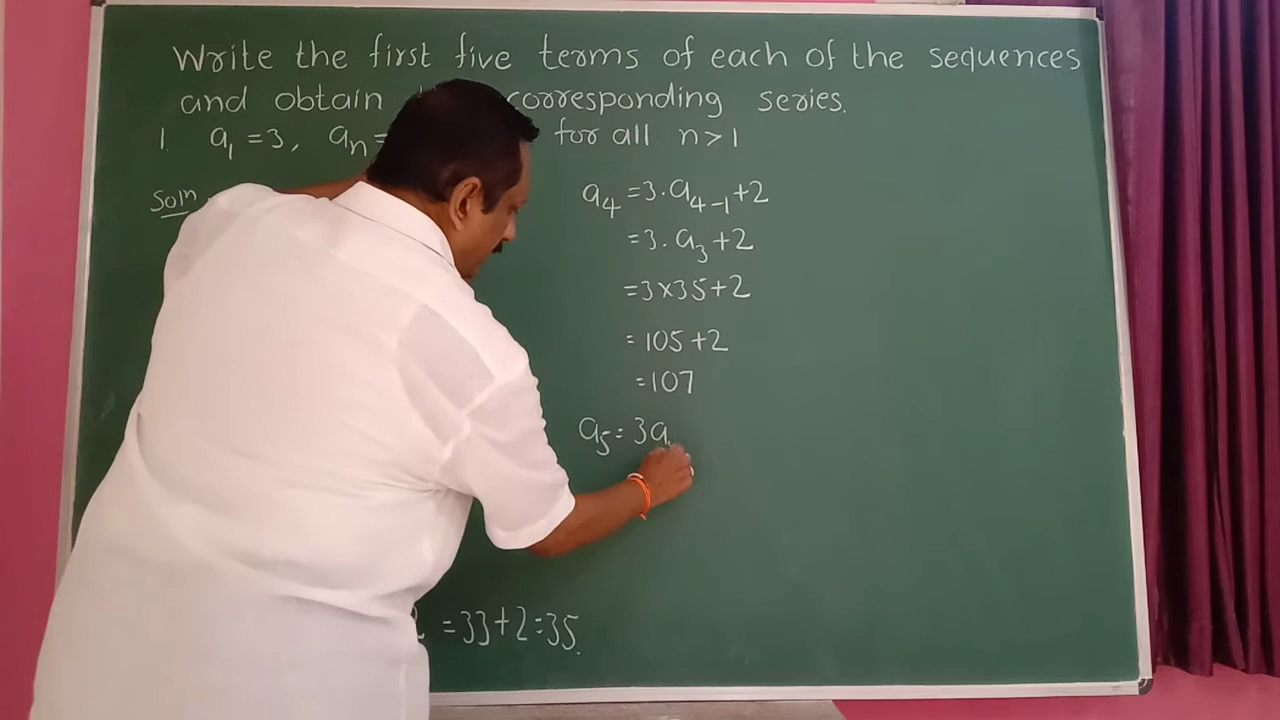 Write the first five terms of each of the sequences
and obtain corresponding series.
1. a₁ =3, aₙ= for all n>1
Solⁿ
a₄ =3.a₄₋₁+2
=3.a₃+2
=3x35+2
= 105+2
=107
a₅= 3a
=33+2=35.